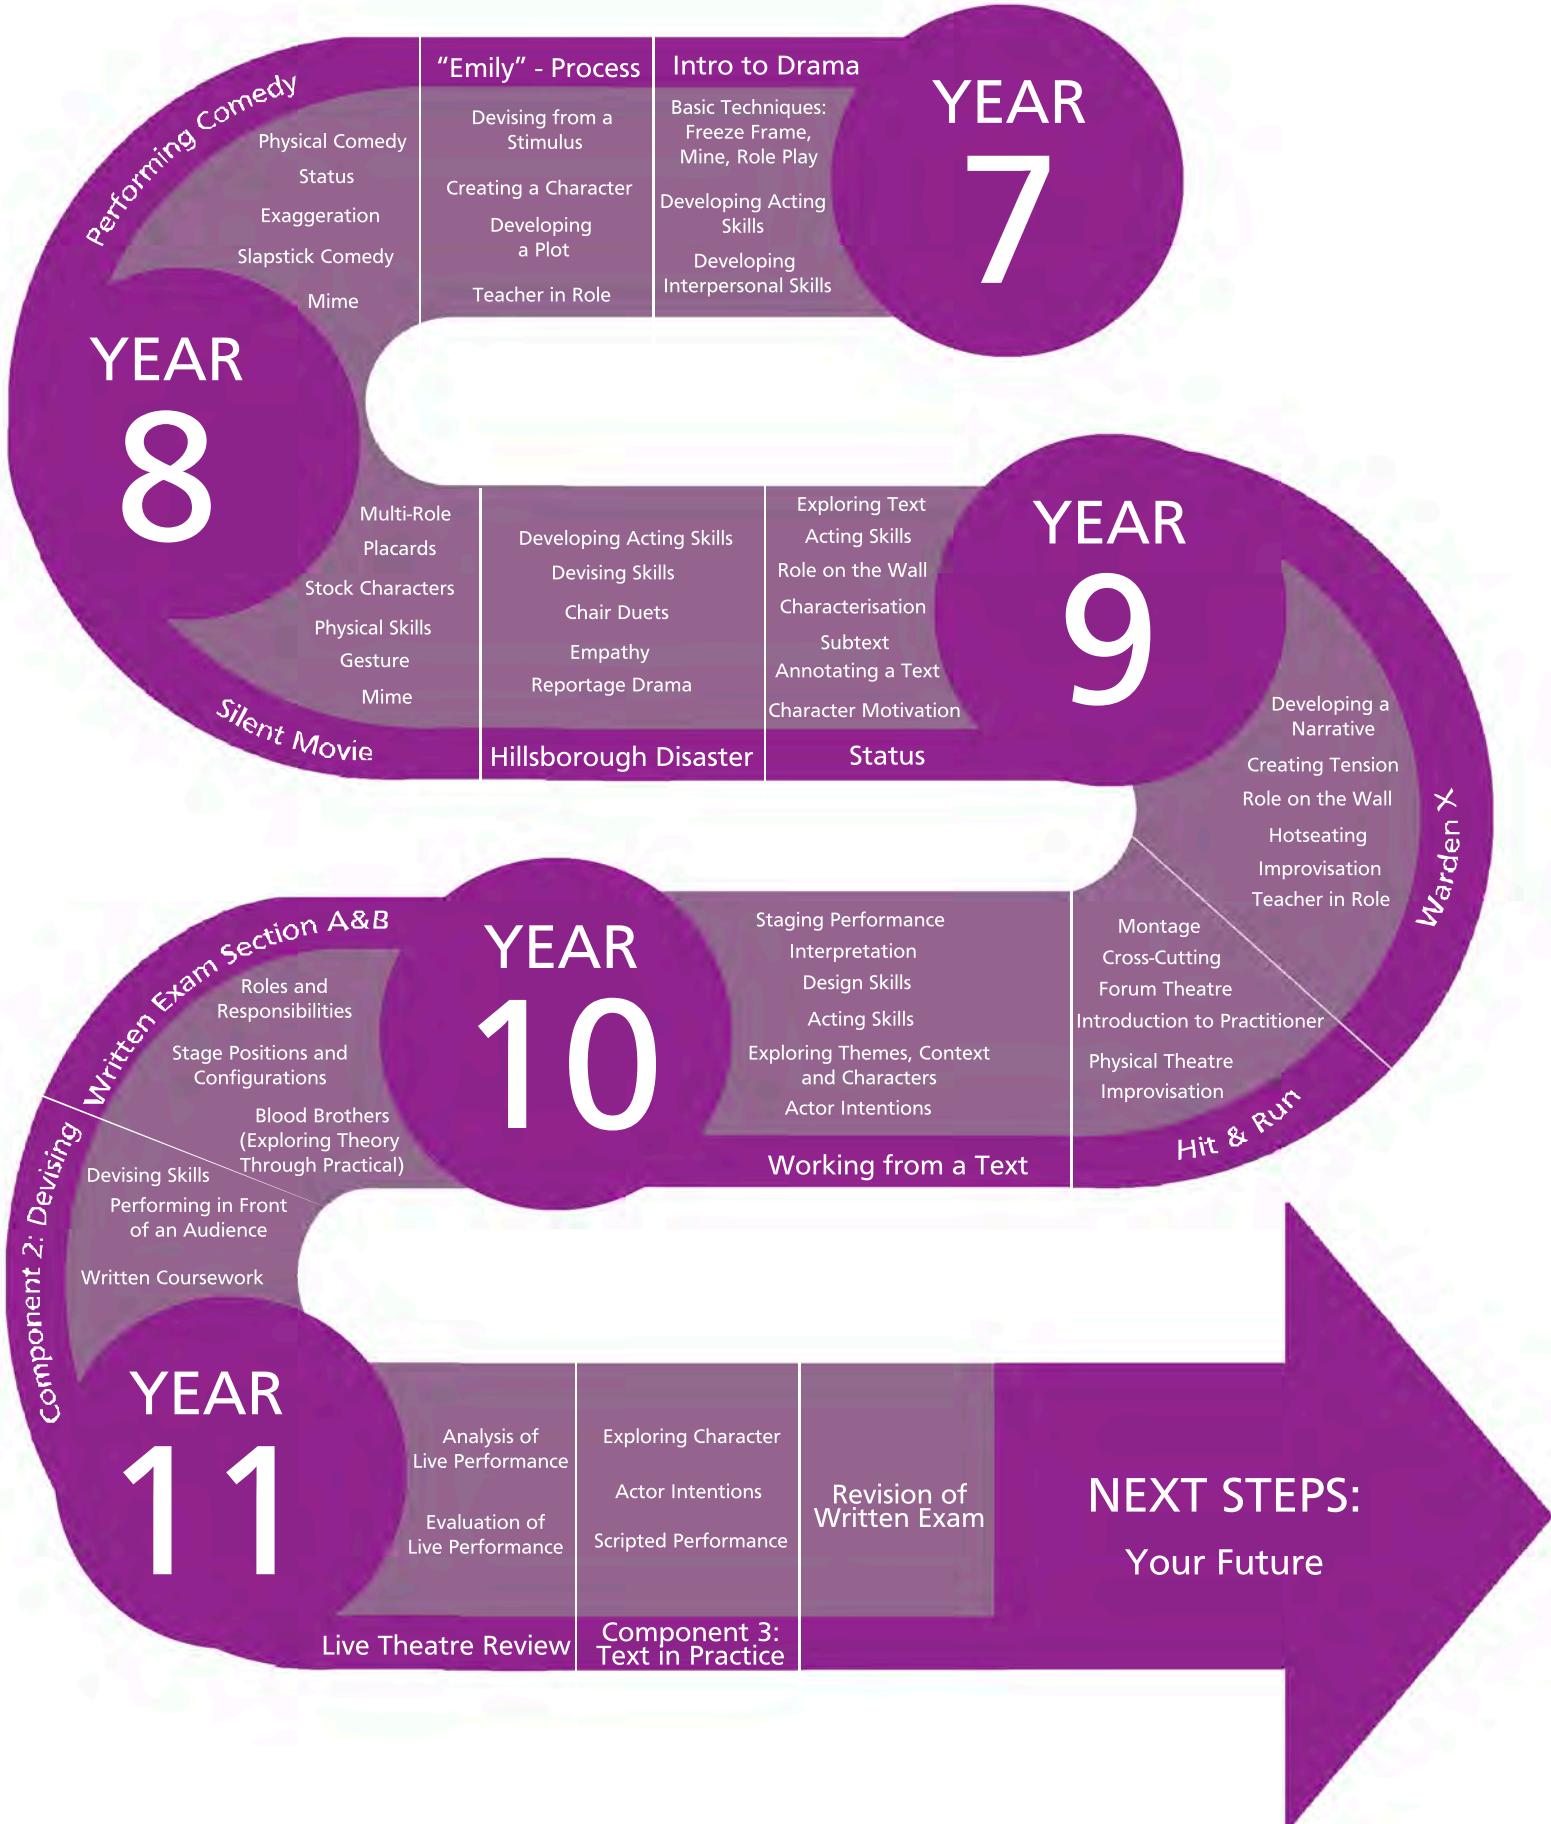 YEAR
7
Intro to Drama
Basic Techniques:
Freeze Frame,
Mine, Role Play
Developing Acting
Skills
Developing
Interpersonal Skills
“Emily” - Process
Devising from a
Stimulus
Creating a Character
Developing
a Plot
Teacher in Role
Performing Comedy
Physical Comedy
Status
Exaggeration
Slapstick Comedy
Mime
YEAR
8
Silent Movie
Multi-Role
Placards
Stock Characters
Physical Skills
Gesture
Mime
Developing Acting Skills
Devising Skills
Chair Duets
Empathy
Reportage Drama
Hillsborough Disaster
Exploring Text
Acting Skills
Role on the Wall
Characterisation
Subtext
Annotating a Text
Character Motivation
Status
YEAR
9
Developing a
Narrative
Creating Tension
Role on the Wall
Hotseating
Improvisation
Teacher in Role
Warden X
Montage
Cross-Cutting
Forum Theatre
Introduction to Practitioner
Physical Theatre
Improvisation
Hit & Run
Staging Performance
Interpretation
Design Skills
Acting Skills
Exploring Themes, Context
and Characters
Actor Intentions
Working from a Text
YEAR
10
Written Exam Section A&B
Roles and
Responsibilities
Stage Positions and
Configurations
Blood Brothers
(Exploring Theory
Through Practical)
Component 2: Devising
Devising Skills
Performing in Front
of an Audience
Written Coursework
YEAR
11
Analysis of
Live Performance
Evaluation of
Live Performance
Live Theatre Review
Exploring Character
Actor Intentions
Scripted Performance
Component 3:
Text in Practice
Revision of
Written Exam
NEXT STEPS:
Your Future